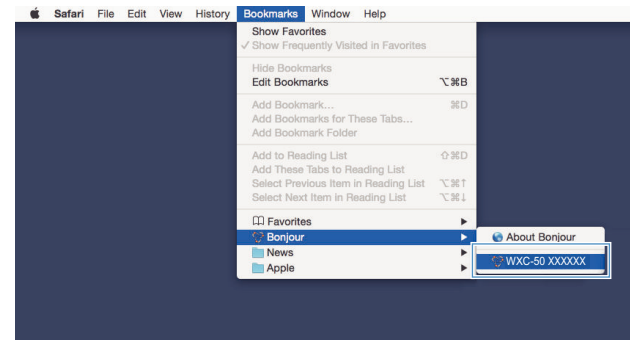 Safari File Edit View History Bookmarks Window Help
Show Favorites
✓ Show Frequently Visited in Favorites
Hide Bookmarks
Edit Bookmarks ⌥⌘B
Add Bookmark... ⌘D
Add Bookmarks for These Tabs...
Add Bookmark Folder
Add to Reading List ⇧⌘D
Add These Tabs to Reading List
Select Previous Item in Reading List ⌥⌘↑
Select Next Item in Reading List ⌥⌘↓
Favorites ▶
Bonjour ▶
About Bonjour
News ▶
WXC-50 XXXXXX
Apple ▶